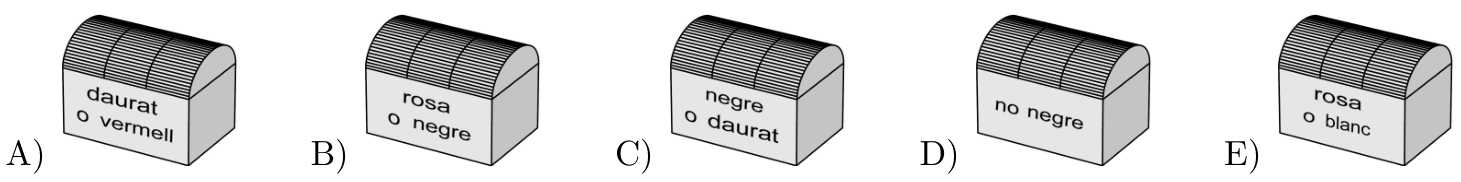 A) daurat
o vermell
B) rosa
o negre
C) negre
o daurat
D) no negre
E) rosa
o blanc